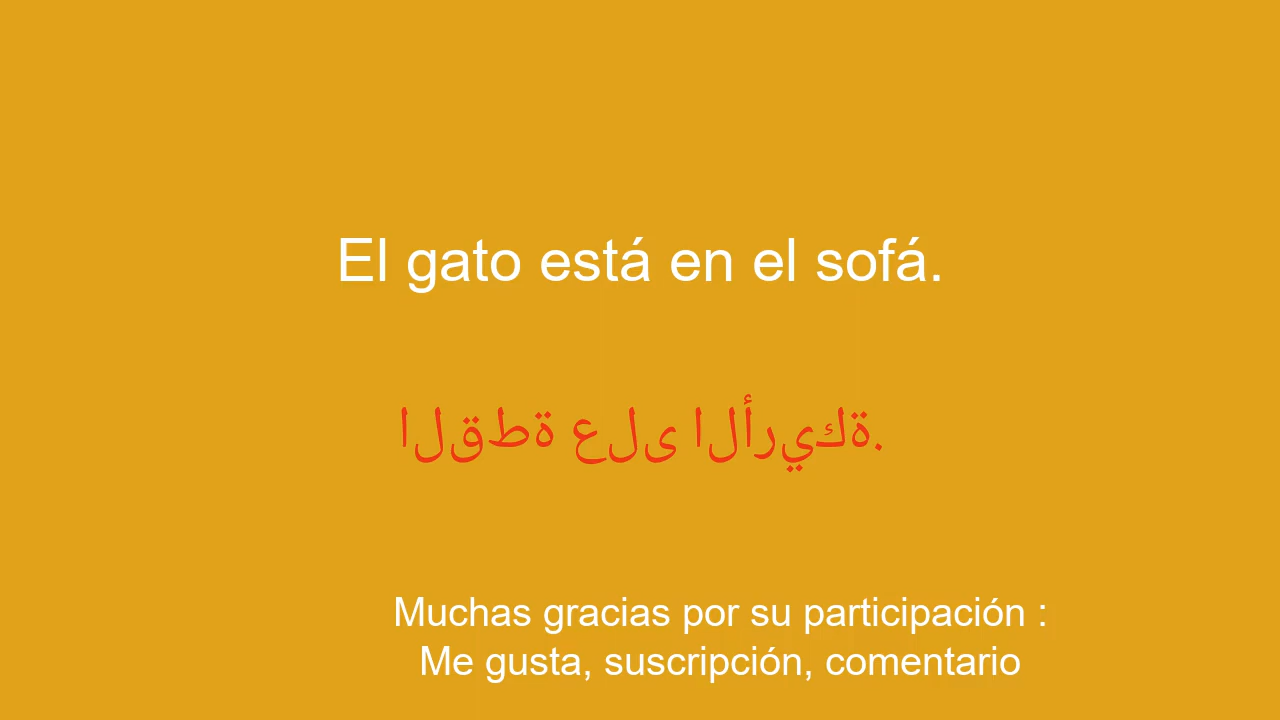 El gato está en el sofá.
القطة على الأريكة.
Muchas gracias por su participación :
Me gusta, suscripción, comentario